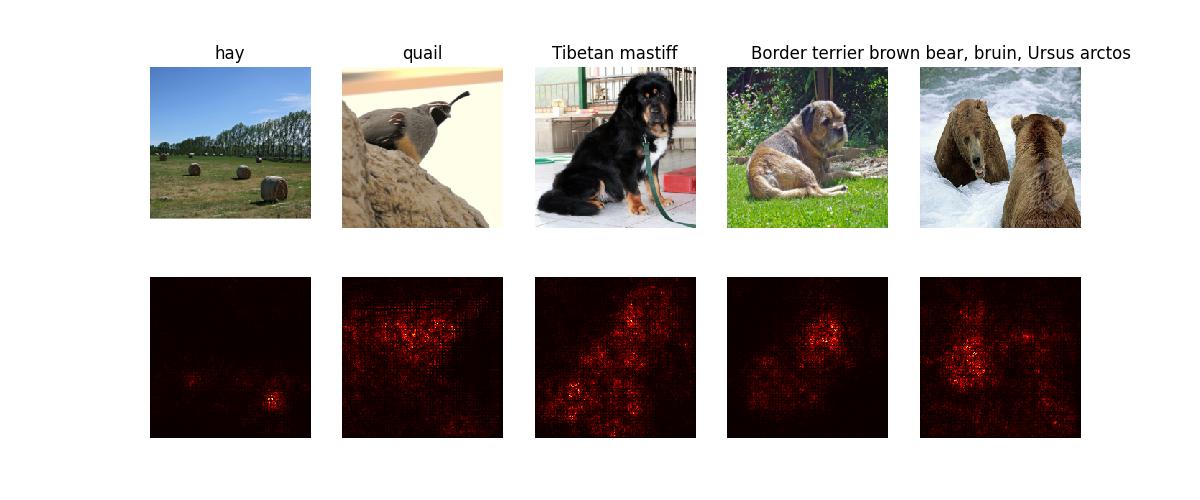 hay
quail
Tibetan mastiff
Border terrier
brown bear, bruin, Ursus arctos